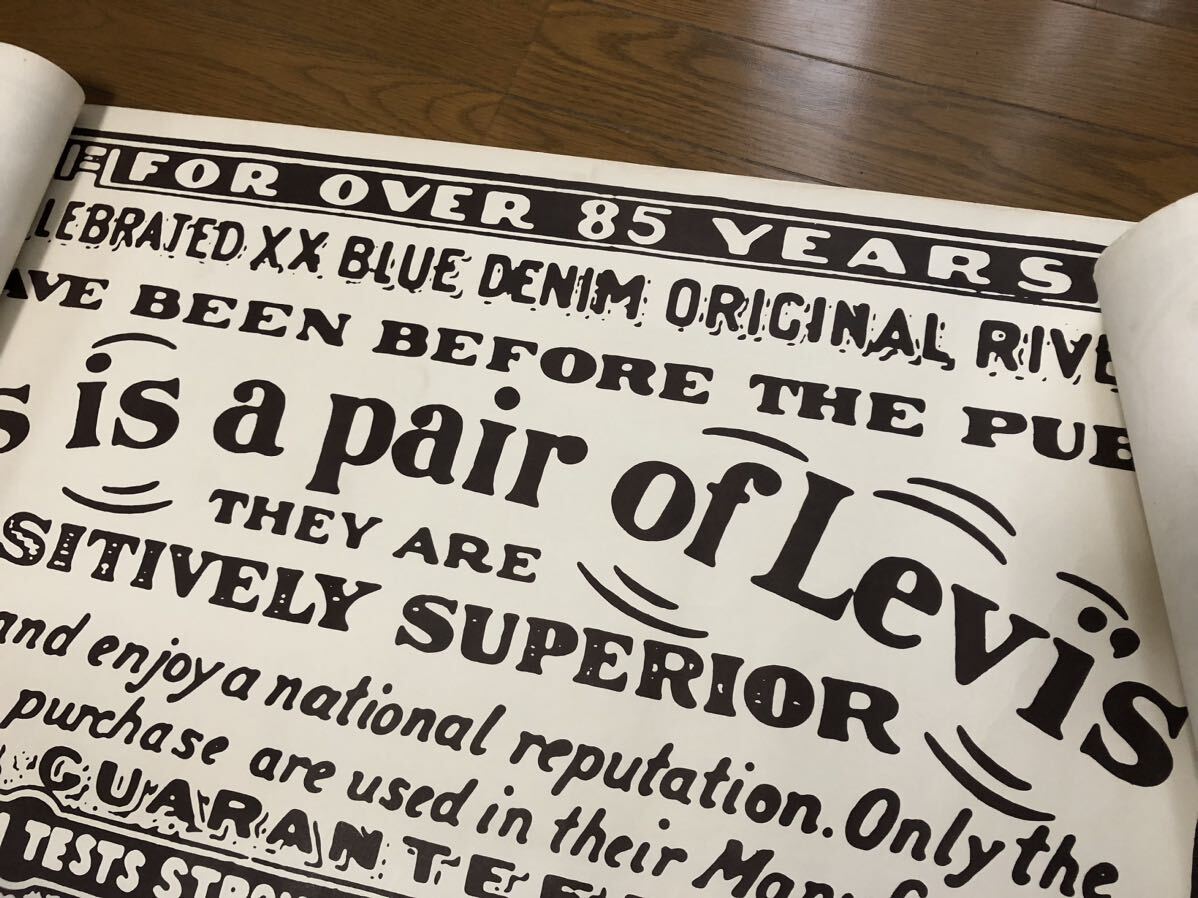 FOR OVER 85 YEARS
LEBRATED XX BLUE DENIM ORIGINAL RIVE
AVE BEEN BEFORE THE PUB
s is a pair of Levi's
THEY ARE
SITIVELY SUPERIOR
and enjoy a national reputation. Only the
purchase are used in their
GUARANTEE
TESTS STRO